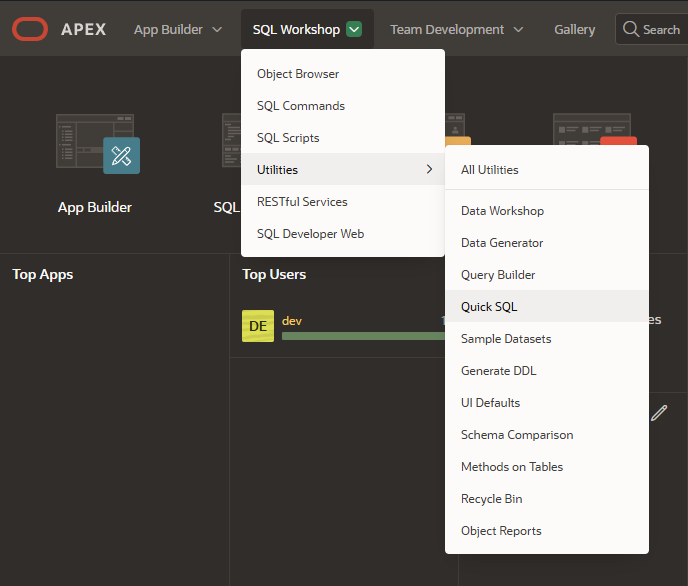 APEX
App Builder
SQL Workshop
Team Development
Gallery
Search
Object Browser
SQL Commands
SQL Scripts
Utilities
RESTful Services
SQL Developer Web
All Utilities
Data Workshop
Data Generator
Query Builder
Quick SQL
Sample Datasets
Generate DDL
UI Defaults
Schema Comparison
Methods on Tables
Recycle Bin
Object Reports
App Builder
SQL
Top Apps
Top Users
DE
dev